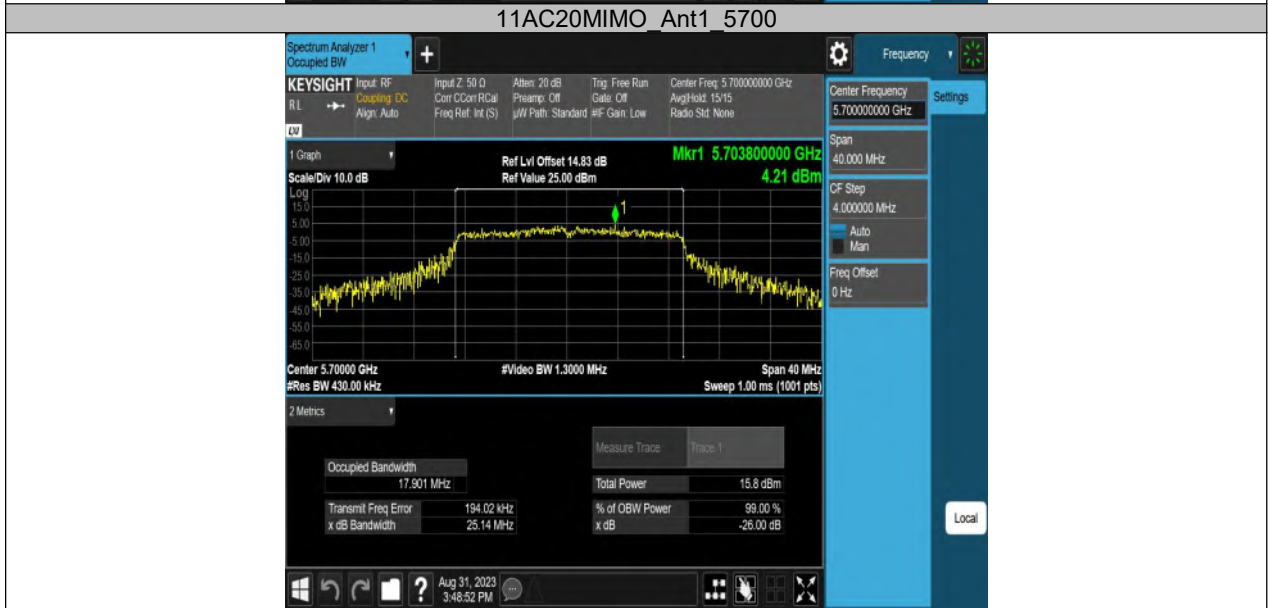 11AC20MIMO_Ant1_5700
Spectrum Analyzer 1
Occupied BW
+
Frequency
KEYSIGHT
RL
LXI
Input: RF
Coupling: DC
Align: Auto
Input Z: 50 Ω
Corr CCorr RCal
Freq Ref: Int (S)
Atten: 20 dB
Preamp: Off
µW Path: Standard
Trig: Free Run
Gate: Off
#IF Gain: Low
Center Freq: 5.700000000 GHz
Avg|Hold: 15/15
Radio Std: None
Center Frequency
5.700000000 GHz
Settings
Span
40.000 MHz
CF Step
4.000000 MHz
Auto
Man
Freq Offset
0 Hz
Local
1 Graph
Scale/Div 10.0 dB
Ref Lvl Offset 14.83 dB
Ref Value 25.00 dBm
Mkr1 5.703800000 GHz
4.21 dBm
Log
15.0
5.00
-5.00
-15.0
-25.0
-35.0
-45.0
-55.0
-65.0
1
Center 5.70000 GHz
#Res BW 430.00 kHz
#Video BW 1.3000 MHz
Span 40 MHz
Sweep 1.00 ms (1001 pts)
2 Metrics
Measure Trace Trace 1
Occupied Bandwidth
17.901 MHz
Total Power 15.8 dBm
Transmit Freq Error 194.02 kHz
% of OBW Power 99.00 %
x dB Bandwidth 25.14 MHz
x dB -26.00 dB
?
Aug 31, 2023
3:48:52 PM